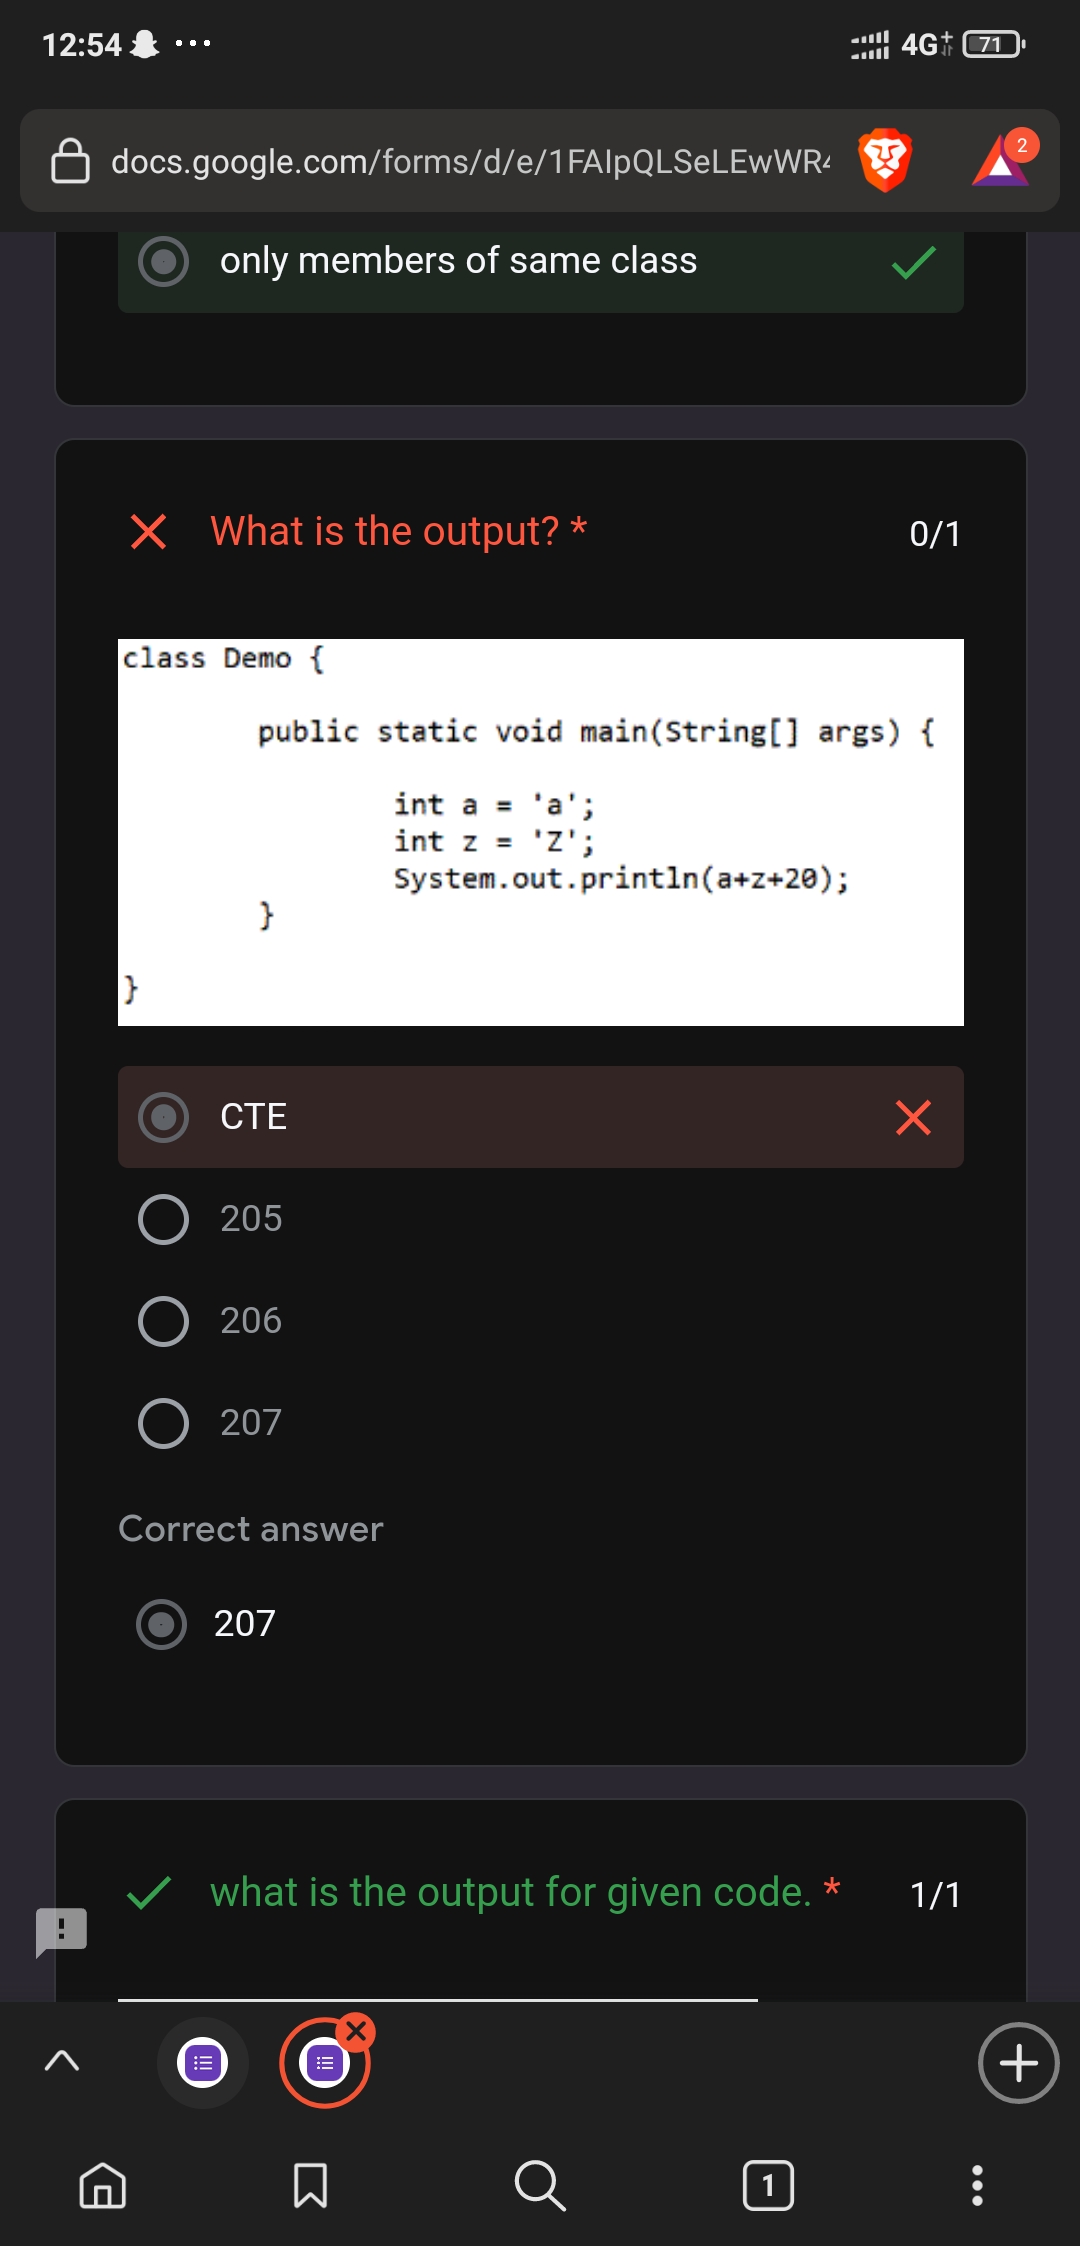 12:54
4G+
71
docs.google.com/forms/d/e/1FAIpQLSeLEwWR
2
only members of same class
What is the output? *
0/1
class Demo {
public static void main(String[] args) {
int a = 'a';
int z = 'Z';
System.out.println(a+z+20);
}
}
CTE
205
206
207
Correct answer
207
what is the output for given code. *
1/1
1